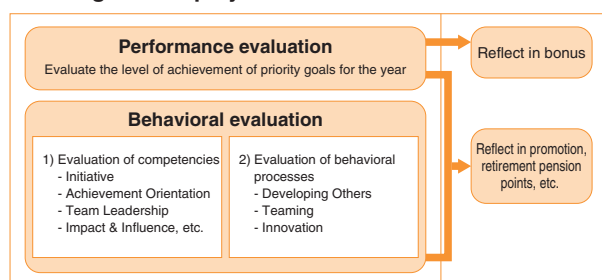 Performance evaluation
Evaluate the level of achievement of priority goals for the year
Reflect in bonus
Behavioral evaluation
1) Evaluation of competencies
- Initiative
- Achievement Orientation
- Team Leadership
- Impact & Influence, etc.
2) Evaluation of behavioral
processes
- Developing Others
- Teaming
- Innovation
Reflect in promotion,
retirement pension
points, etc.